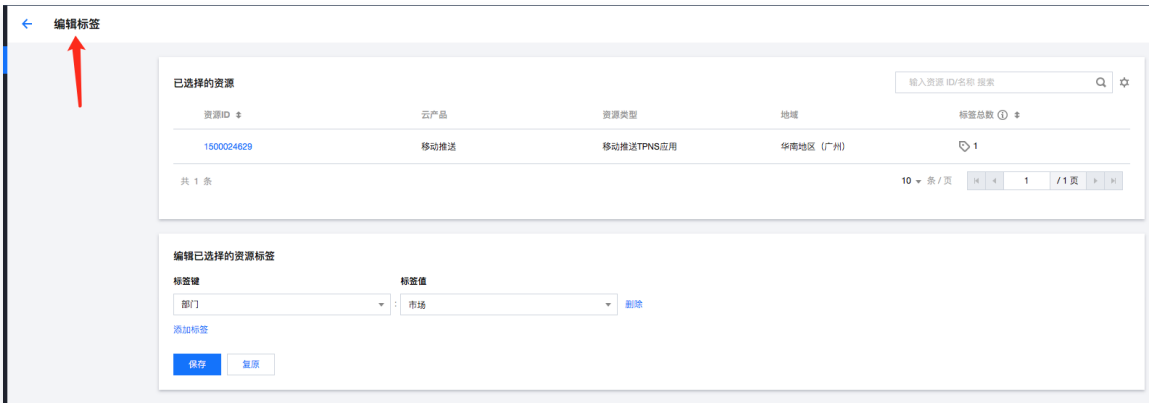 编辑标签
已选择的资源
输入资源 ID/名称 搜索
资源ID 云产品 资源类型 地域 标签总数
1500024629 移动推送 移动推送TPNS应用 华南地区（广州） 1
共 1 条 10 条 / 页 1 / 1 页
编辑已选择的资源标签
标签键 标签值
部门 : 市场 删除
添加标签
保存 复原